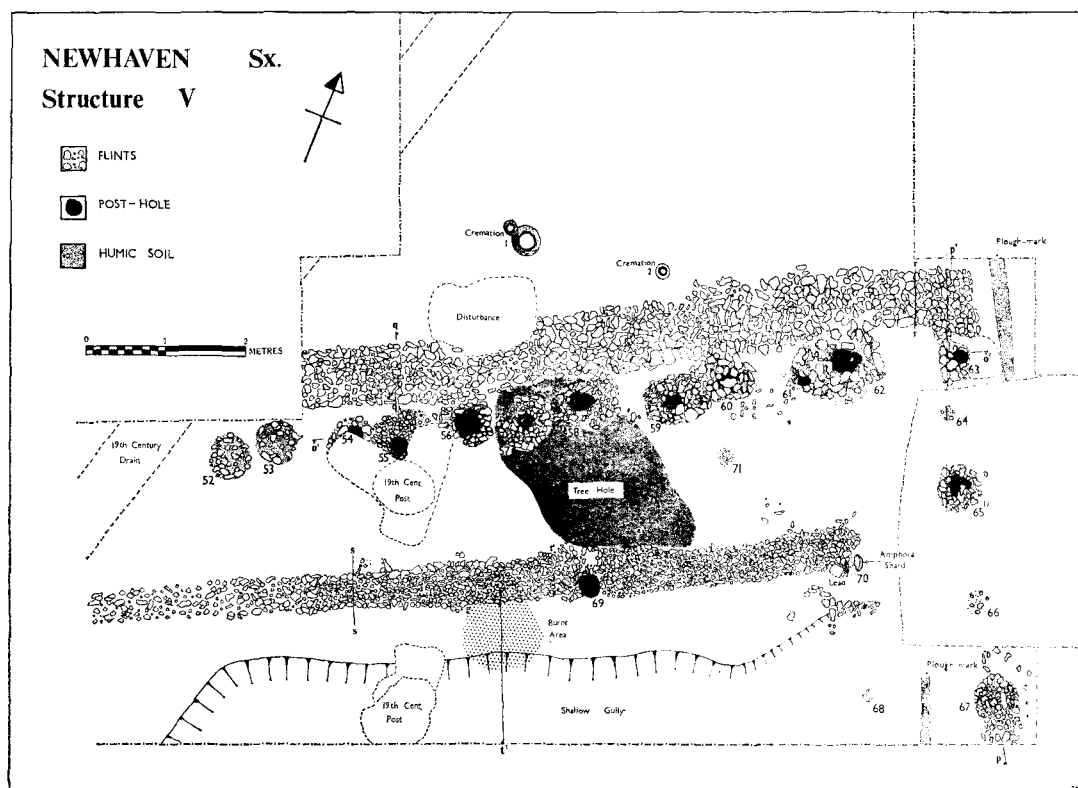 NEWHAVEN Sx.
Structure V
FLINTS
POST-HOLE
HUMIC SOIL
0 1 2
METRES
Cremation
1
Cremation
2
Disturbance
Plough-mark
p'
q
63
62
61
60
59
64
54
55
56
53
52
19th Century
Drain
19th Cent.
Post
Tree Hole
71
65
s
s
69
70
Amphora
Sherd
Lead
66
Burnt
Area
19th Cent.
Post
Shallow Gully
68
Plough mark
67
t'
p